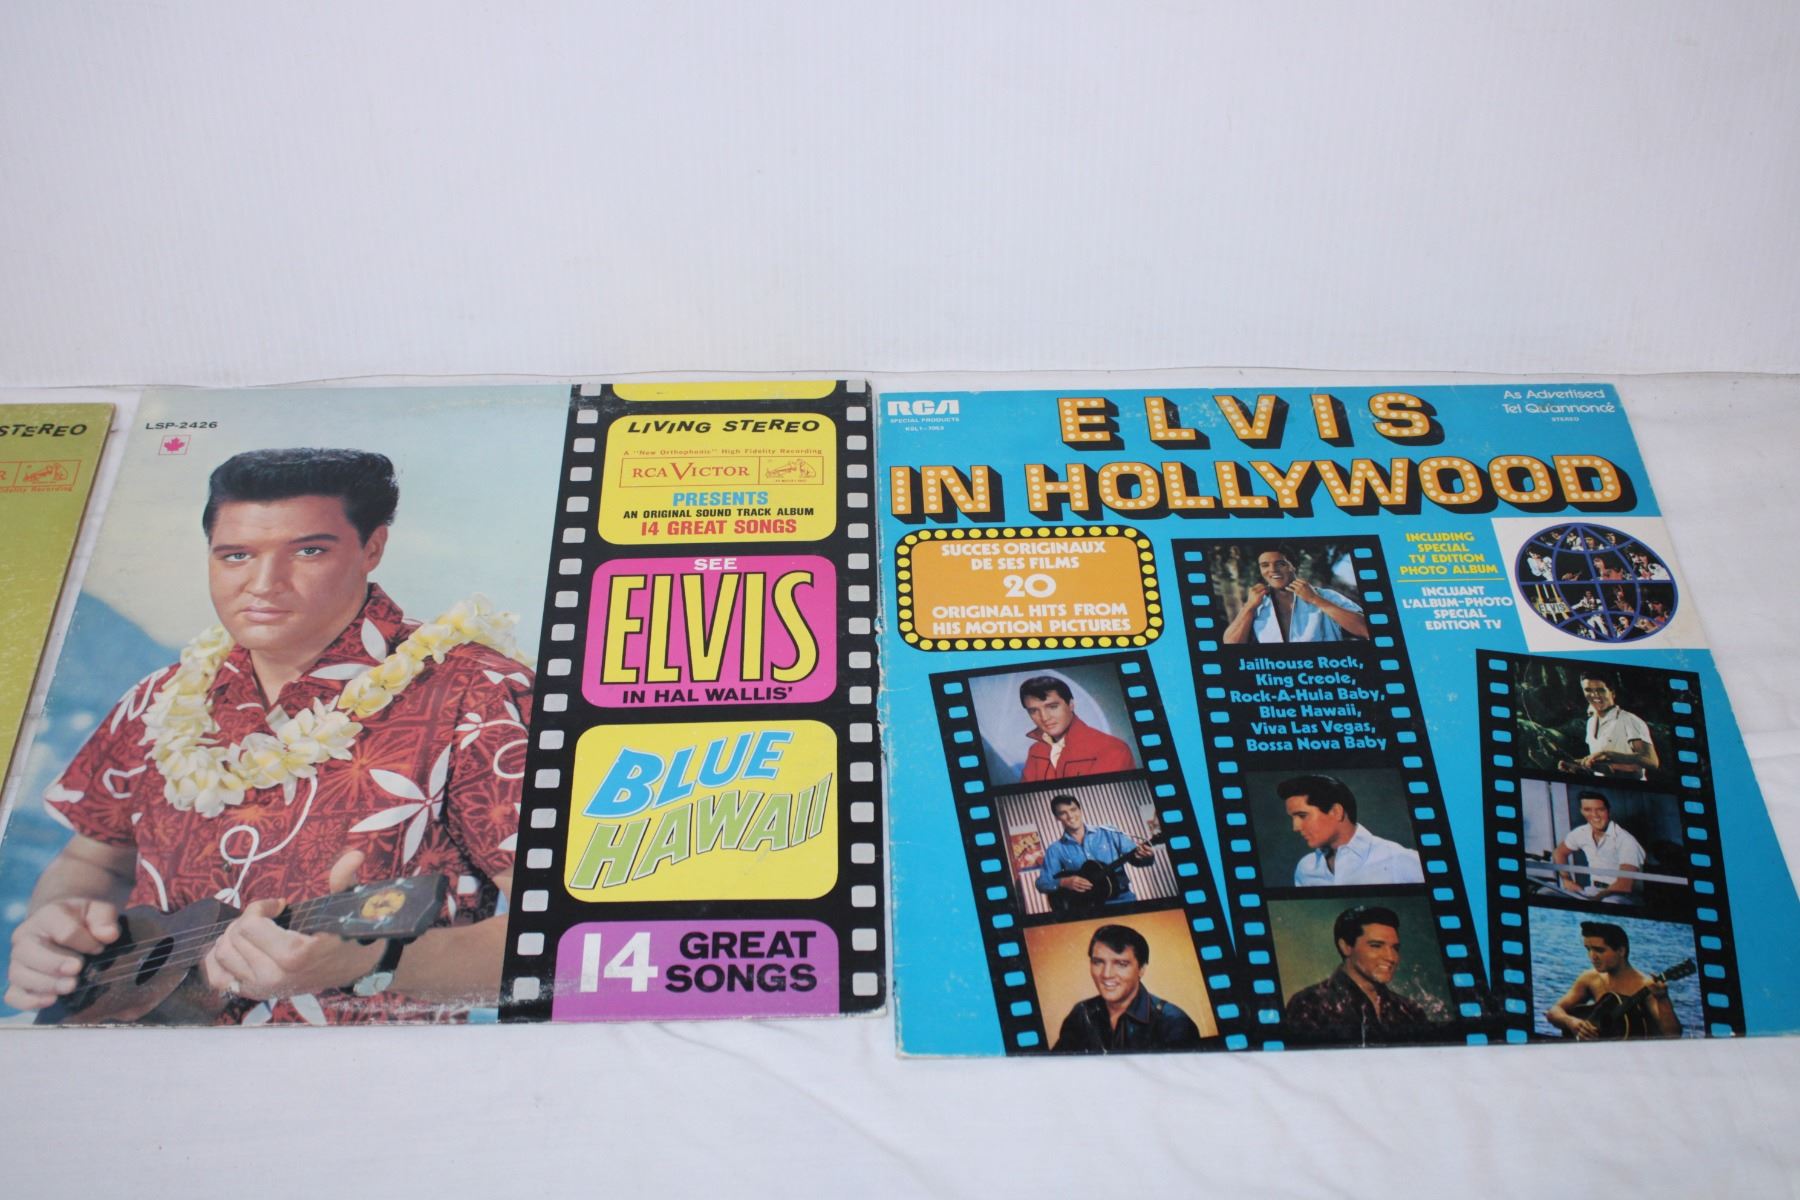 STEREO
R
Fidelity Recording
LSP-2426
LIVING STEREO
A "New Orthophonic" High Fidelity Recording
RCA VICTOR
PRESENTS
AN ORIGINAL SOUND TRACK ALBUM
14 GREAT SONGS
SEE
ELVIS
IN HAL WALLIS'
BLUE
HAWAII
14 GREAT
SONGS
RCA
SPECIAL PRODUCTS
As Advertised
Tel Qu'annoncé
STEREO
ELVIS
IN HOLLYWOOD
SUCCES ORIGINAUX
DE SES FILMS
20
ORIGINAL HITS FROM
HIS MOTION PICTURES
INCLUDING
SPECIAL
TV EDITION
PHOTO ALBUM
INCLUANT
L'ALBUM-PHOTO
SPECIAL
EDITION TV
ELVIS
Jailhouse Rock,
King Creole,
Rock-A-Hula Baby,
Blue Hawaii,
Viva Las Vegas,
Bossa Nova Baby